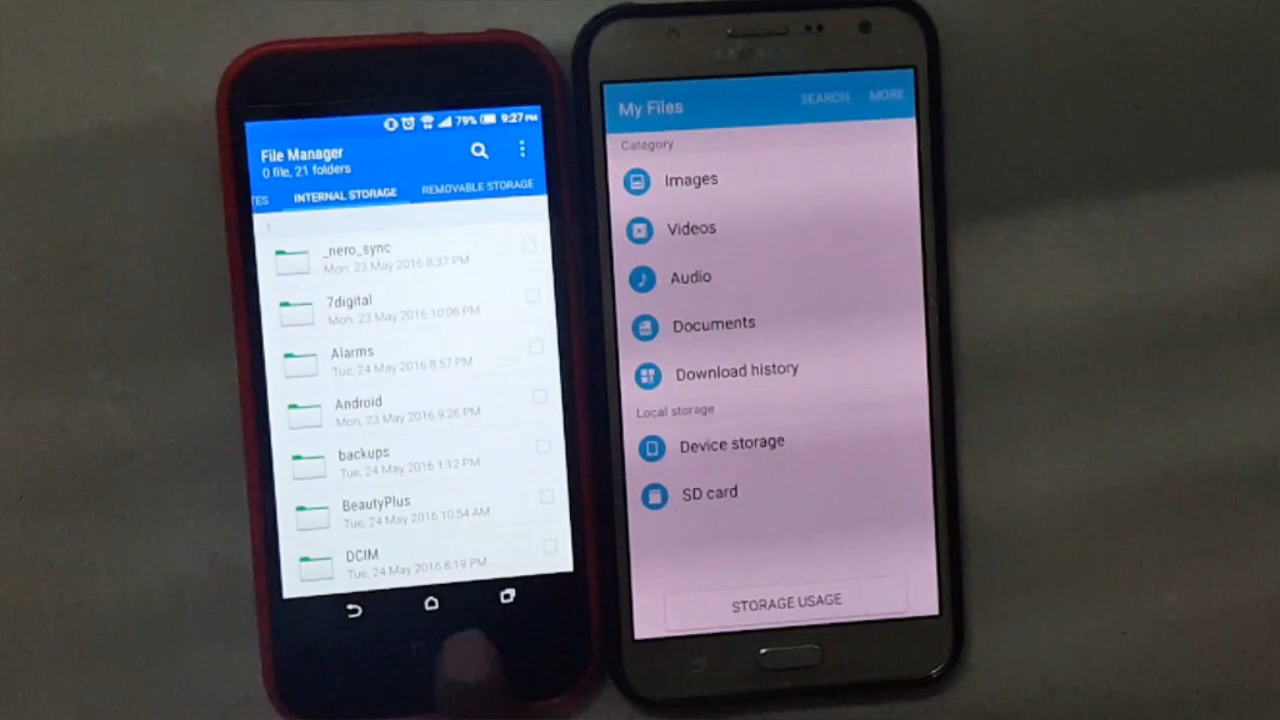 79% 9:27PM
File Manager
0 file, 21 folders
TES INTERNAL STORAGE REMOVABLE STORAGE
/
_nero_sync
Mon, 23 May 2016 8:37 PM
7digital
Mon, 23 May 2016 10:06 PM
Alarms
Tue, 24 May 2016 8:57 PM
Android
Mon, 23 May 2016 9:26 PM
backups
Tue, 24 May 2016 1:12 PM
BeautyPlus
Tue, 24 May 2016 10:54 AM
DCIM
Tue, 24 May 2016 8:19 PM
My Files SEARCH MORE
Category
Images
Videos
Audio
Documents
Download history
Local storage
Device storage
SD card
STORAGE USAGE